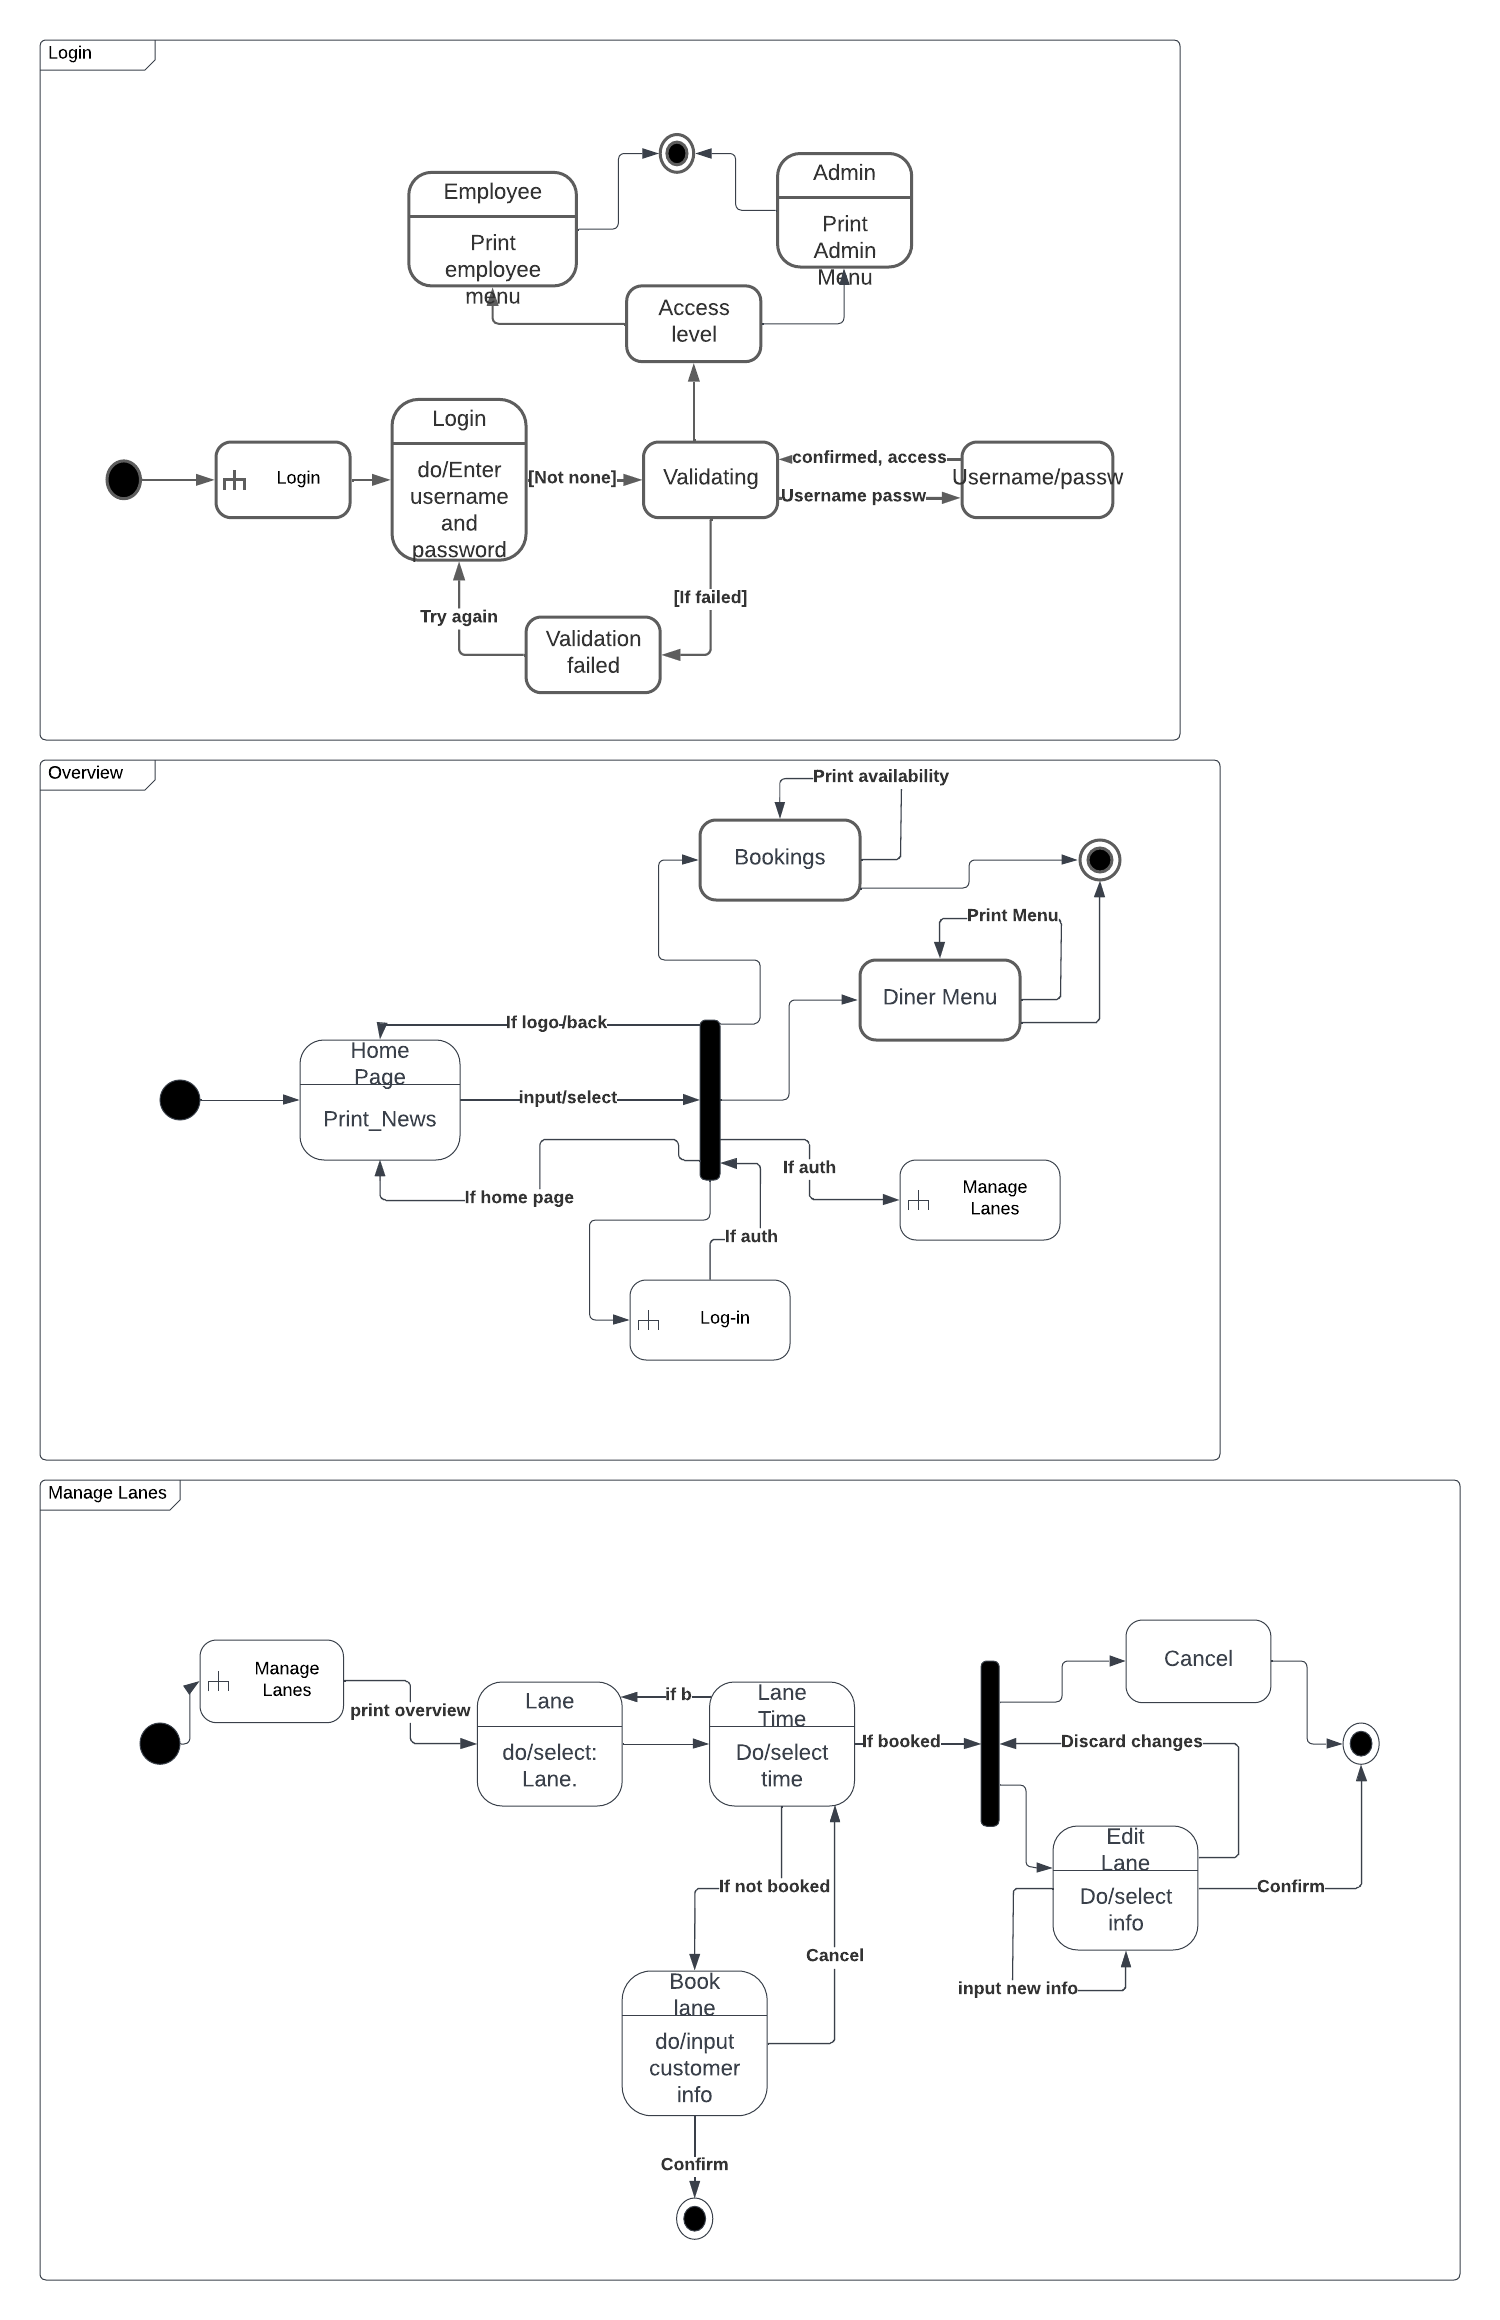 Login
Employee
Print
employee
menu
Admin
Print
Admin
Menu
Access
level
Login
Login
do/Enter
username
and
password
[Not none]
Validating
confirmed, access
Username passw
Username/passw
[If failed]
Try again
Validation
failed
Overview
Print availability
Bookings
Print Menu
Diner Menu
If logo/back
Home
Page
Print_News
input/select
If home page
If auth
Manage
Lanes
If auth
Log-in
Manage Lanes
Manage
Lanes
print overview
Lane
do/select:
Lane.
if b
Lane
Time
Do/select
time
If booked
Cancel
Discard changes
Edit
Lane
Do/select
info
Confirm
input new info
If not booked
Cancel
Book
lane
do/input
customer
info
Confirm